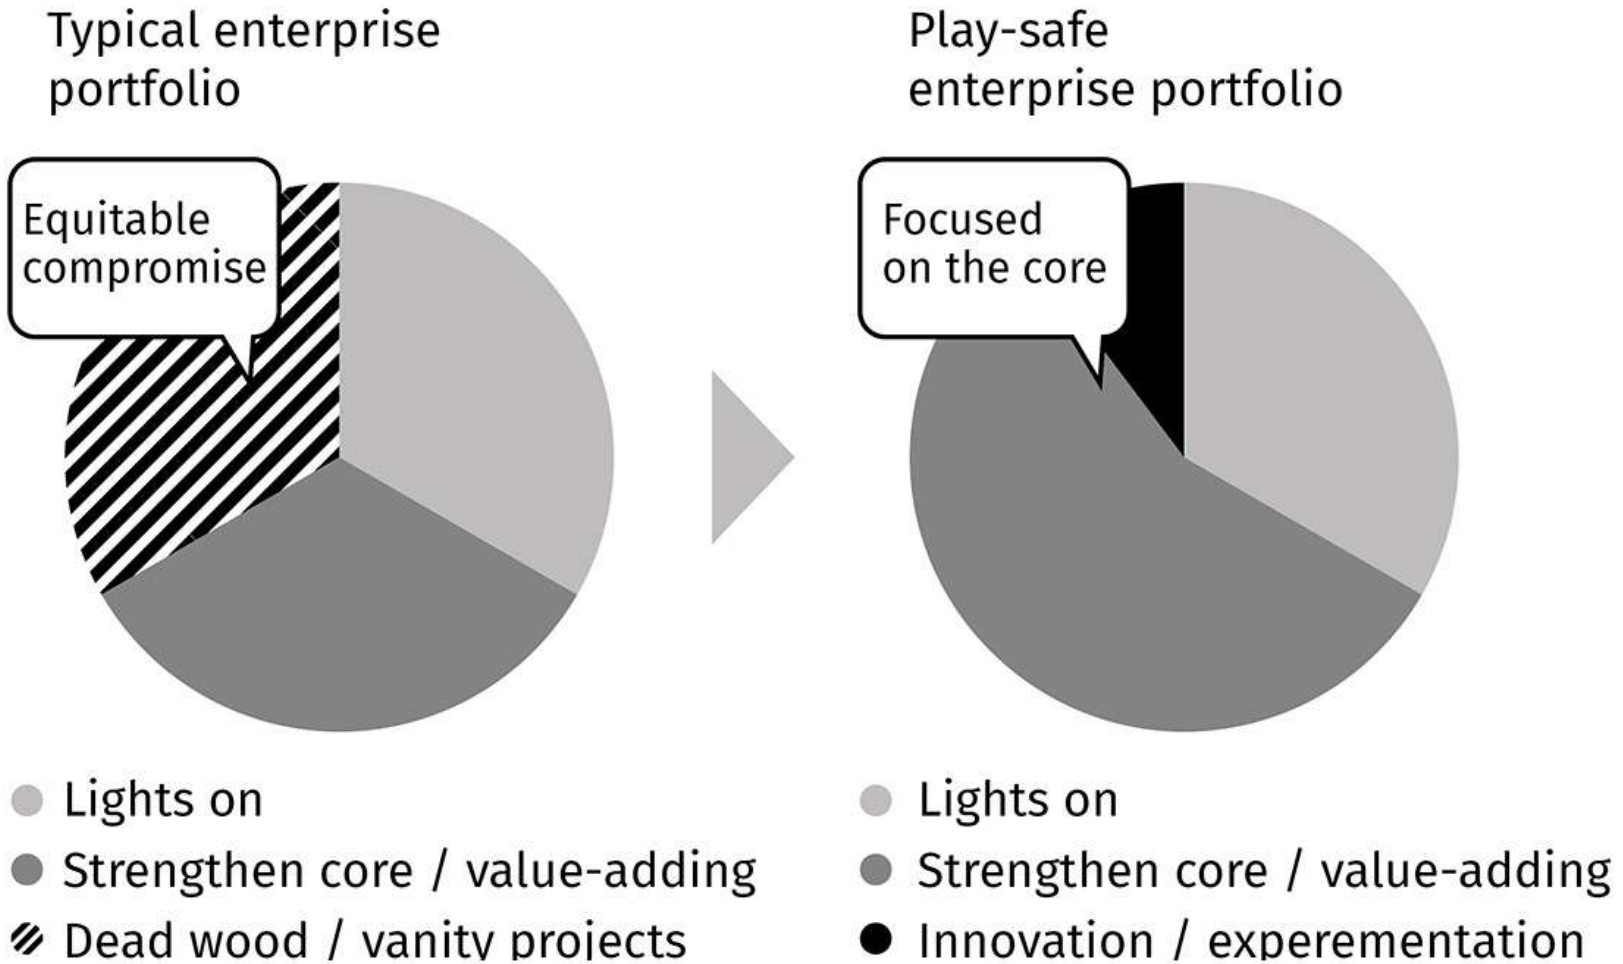 Typical enterprise
portfolio
Equitable
compromise
Lights on
Strengthen core / value-adding
Dead wood / vanity projects
Play-safe
enterprise portfolio
Focused
on the core
Lights on
Strengthen core / value-adding
Innovation / experementation